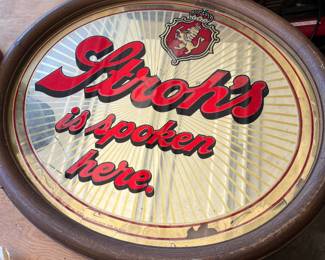 Stroh's
is spoken
here.